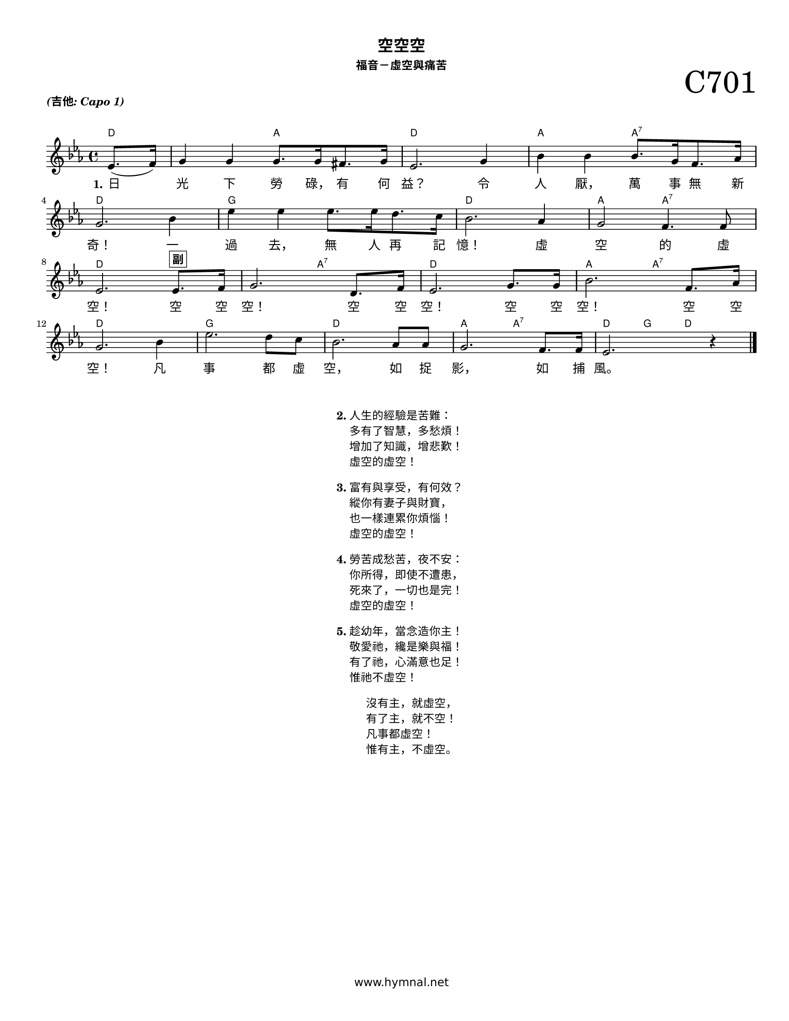 空空空
福音－虛空與痛苦
C701
(吉他: Capo 1)
D A D A A7
1. 日 光 下 勞 碌，有 何 益？ 令 人 厭， 萬 事 無 新
4 D G D A A7
奇！ 一 過 去， 無 人 再 記 憶！ 虛 空 的 虛
8 D 副 A7 D A A7
空！ 空 空 空！ 空 空 空！ 空 空 空！ 空 空
12 D G D A A7 D G D
空！ 凡 事 都 虛 空， 如 捉 影， 如 捕 風。
2. 人生的經驗是苦難：
多有了智慧，多愁煩！
增加了知識，增悲歎！
虛空的虛空！
3. 富有與享受，有何效？
縱你有妻子與財寶，
也一樣連累你煩惱！
虛空的虛空！
4. 勞苦成愁苦，夜不安：
你所得，即使不遭患，
死來了，一切也是完！
虛空的虛空！
5. 趁幼年，當念造你主！
敬愛祂，纔是樂與福！
有了祂，心滿意也足！
惟祂不虛空！
沒有主，就虛空，
有了主，就不空！
凡事都虛空！
惟有主，不虛空。
www.hymnal.net